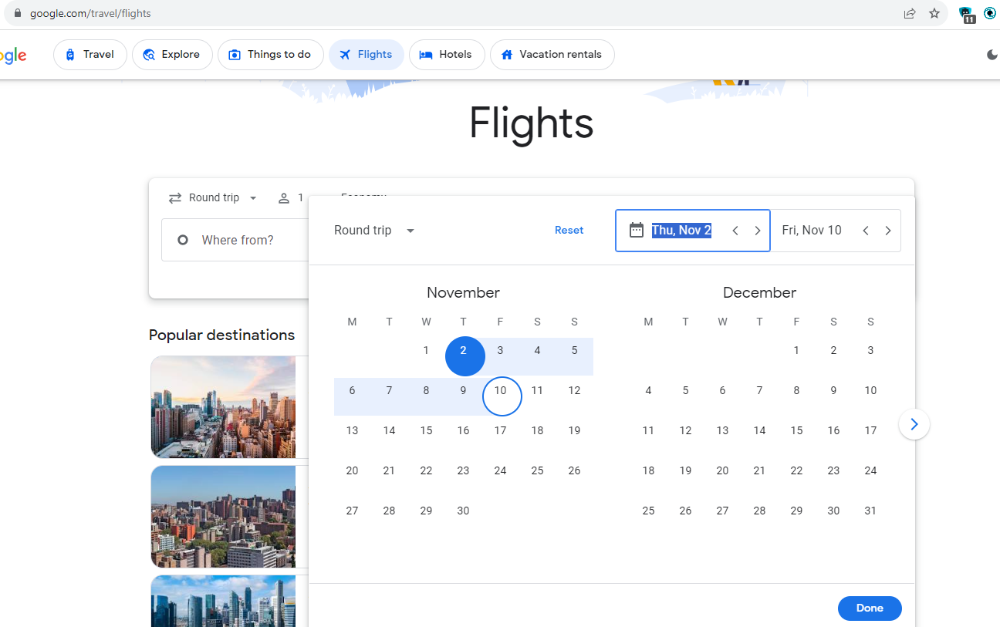 google.com/travel/flights
11
ogle
Travel
Explore
Things to do
Flights
Hotels
Vacation rentals
Flights
Round trip
1
Where from?
Round trip
Reset
Thu, Nov 2
Fri, Nov 10
November
December
M T W T F S S
M T W T F S S
1 2 3 4 5
1 2 3
6 7 8 9 10 11 12
4 5 6 7 8 9 10
13 14 15 16 17 18 19
11 12 13 14 15 16 17
20 21 22 23 24 25 26
18 19 20 21 22 23 24
27 28 29 30
25 26 27 28 29 30 31
Popular destinations
Done